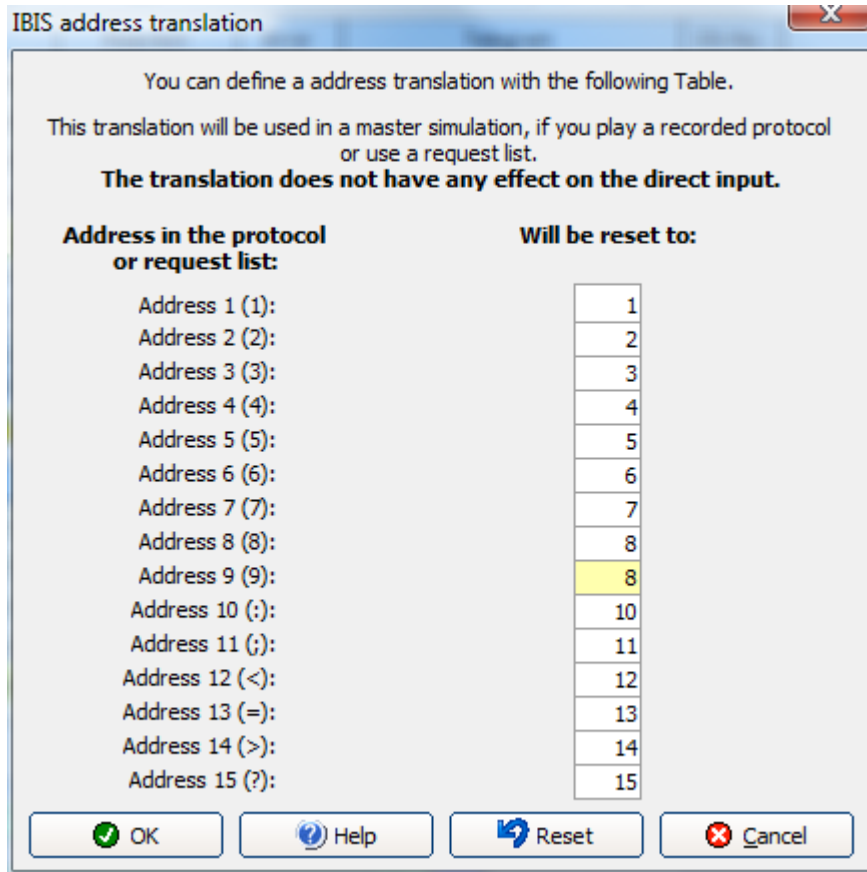 IBIS address translation
You can define a address translation with the following Table.
This translation will be used in a master simulation, if you play a recorded protocol
or use a request list.
The translation does not have any effect on the direct input.
Address in the protocol
or request list:
Will be reset to:
Address 1 (1): 1
Address 2 (2): 2
Address 3 (3): 3
Address 4 (4): 4
Address 5 (5): 5
Address 6 (6): 6
Address 7 (7): 7
Address 8 (8): 8
Address 9 (9): 8
Address 10 (:): 10
Address 11 (;): 11
Address 12 (<): 12
Address 13 (=): 13
Address 14 (>): 14
Address 15 (?): 15
OK Help Reset Cancel